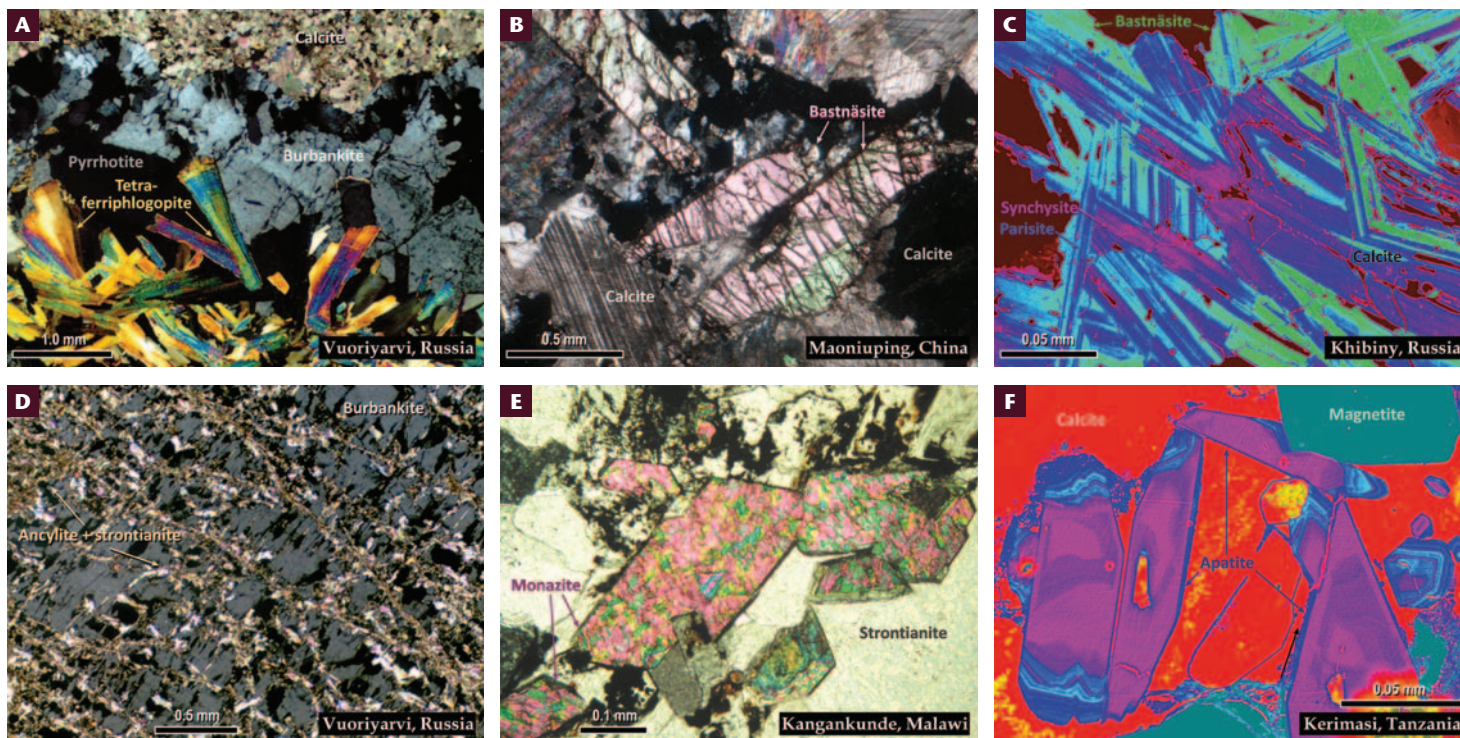 A
Calcite
Pyrrhotite
Burbankite
Tetra-
ferriphlogopite
1.0 mm
Vuoriyarvi, Russia
B
Bastnäsite
Calcite
Calcite
0.5 mm
Maoniuping, China
C
Bastnäsite
Synchysite
Parisite
Calcite
0.05 mm
Khibiny, Russia
D
Burbankite
Ancylite + strontianite
0.5 mm
Vuoriyarvi, Russia
E
Monazite
Strontianite
0.1 mm
Kangankunde, Malawi
F
Calcite
Magnetite
Apatite
0.05 mm
Kerimasi, Tanzania